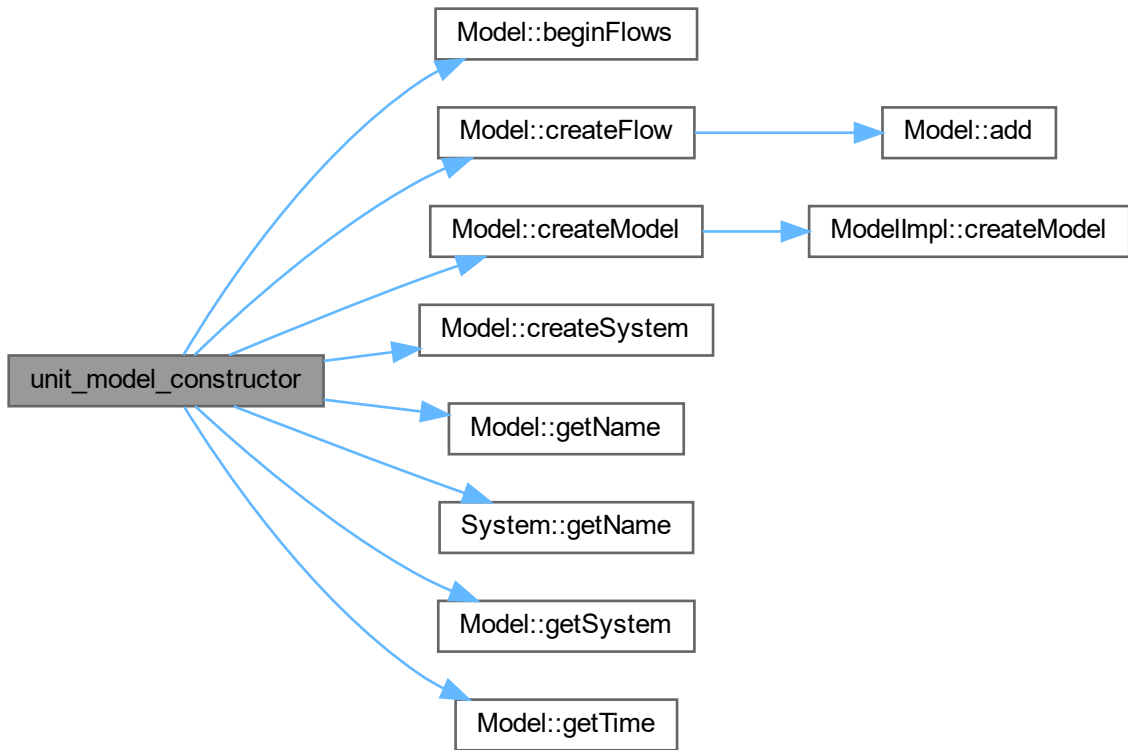 Model::beginFlows
Model::createFlow
Model::add
Model::createModel
ModelImpl::createModel
Model::createSystem
unit_model_constructor
Model::getName
System::getName
Model::getSystem
Model::getTime